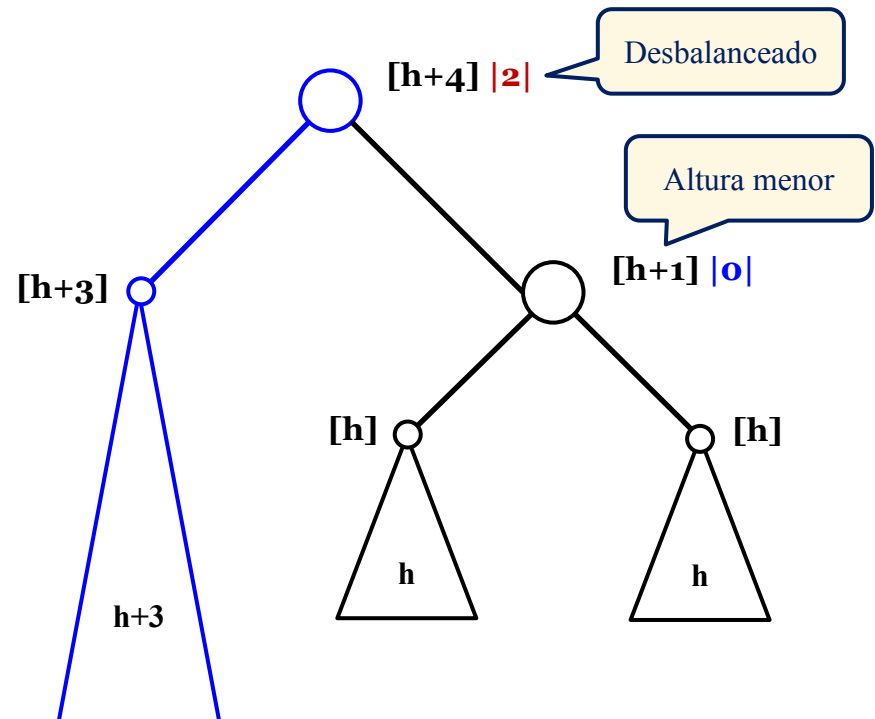 [h+4] |2|
Desbalanceado
Altura menor
[h+3]
[h+1] |0|
[h]
[h]
h
h
h+3